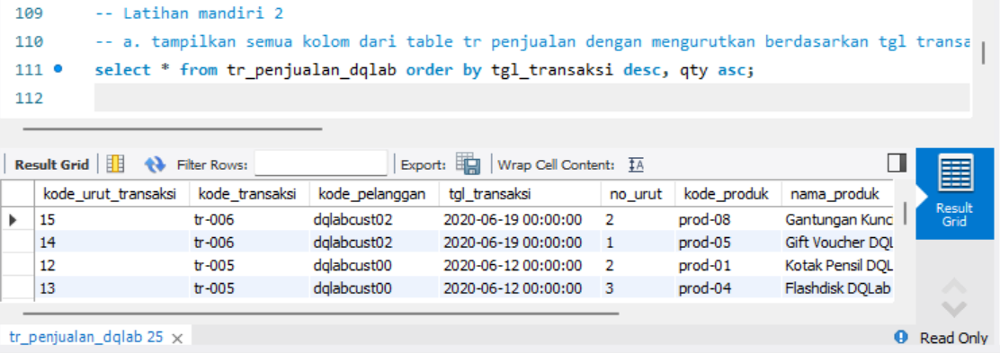 109 -- Latihan mandiri 2
110 -- a. tampilkan semua kolom dari table tr penjualan dengan mengurutkan berdasarkan tgl transa
111 select * from tr_penjualan_dqlab order by tgl_transaksi desc, qty asc;
112
Result Grid Filter Rows: Export: Wrap Cell Content: IA
kode_urut_transaksi kode_transaksi kode_pelanggan tgl_transaksi no_urut kode_produk nama_produk
15 tr-006 dqlabcust02 2020-06-19 00:00:00 2 prod-08 Gantungan Kunc
14 tr-006 dqlabcust02 2020-06-19 00:00:00 1 prod-05 Gift Voucher DQL
12 tr-005 dqlabcust00 2020-06-12 00:00:00 2 prod-01 Kotak Pensil DQL
13 tr-005 dqlabcust00 2020-06-12 00:00:00 3 prod-04 Flashdisk DQLab
Result
Grid
tr_penjualan_dqlab 25 ×
Read Only